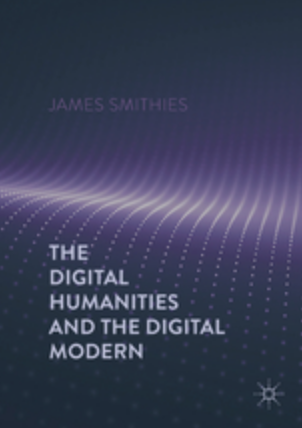 JAMES SMITHIES
THE
DIGITAL
HUMANITIES
AND THE DIGITAL
MODERN